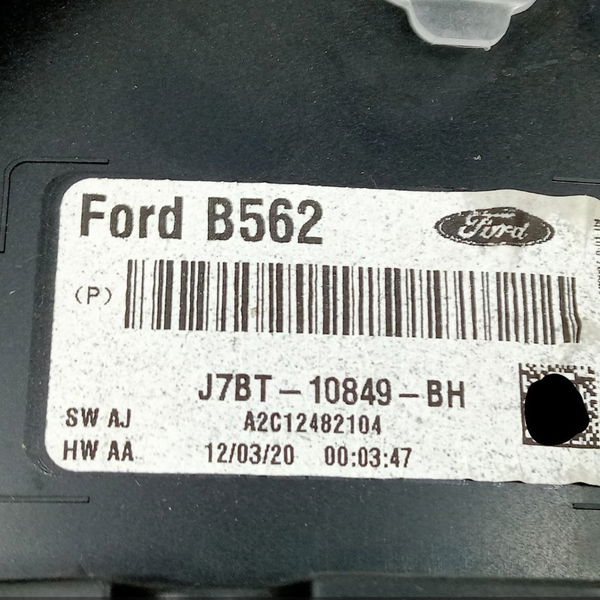 Ford B562
Ford
(P)
J7BT-10849-BH
SW AJ
A2C12482104
HW AA
12/03/20 00:03:47